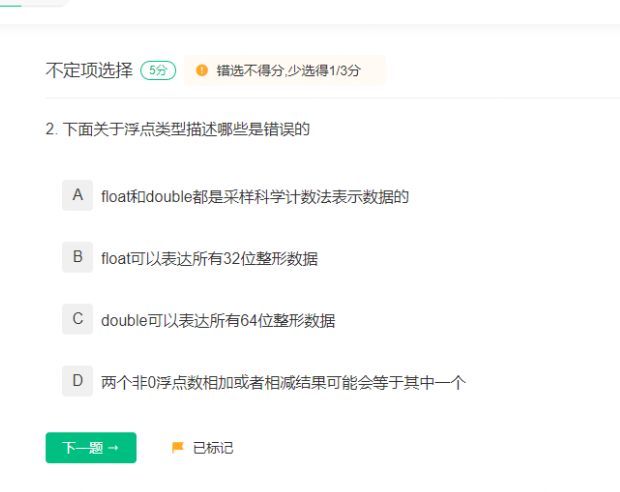 不定项选择 5分 错选不得分,少选得1/3分
2. 下面关于浮点类型描述哪些是错误的
A float和double都是采样科学计数法表示数据的
B float可以表达所有32位整形数据
C double可以表达所有64位整形数据
D 两个非0浮点数相加或者相减结果可能会等于其中一个
下一题 → 已标记